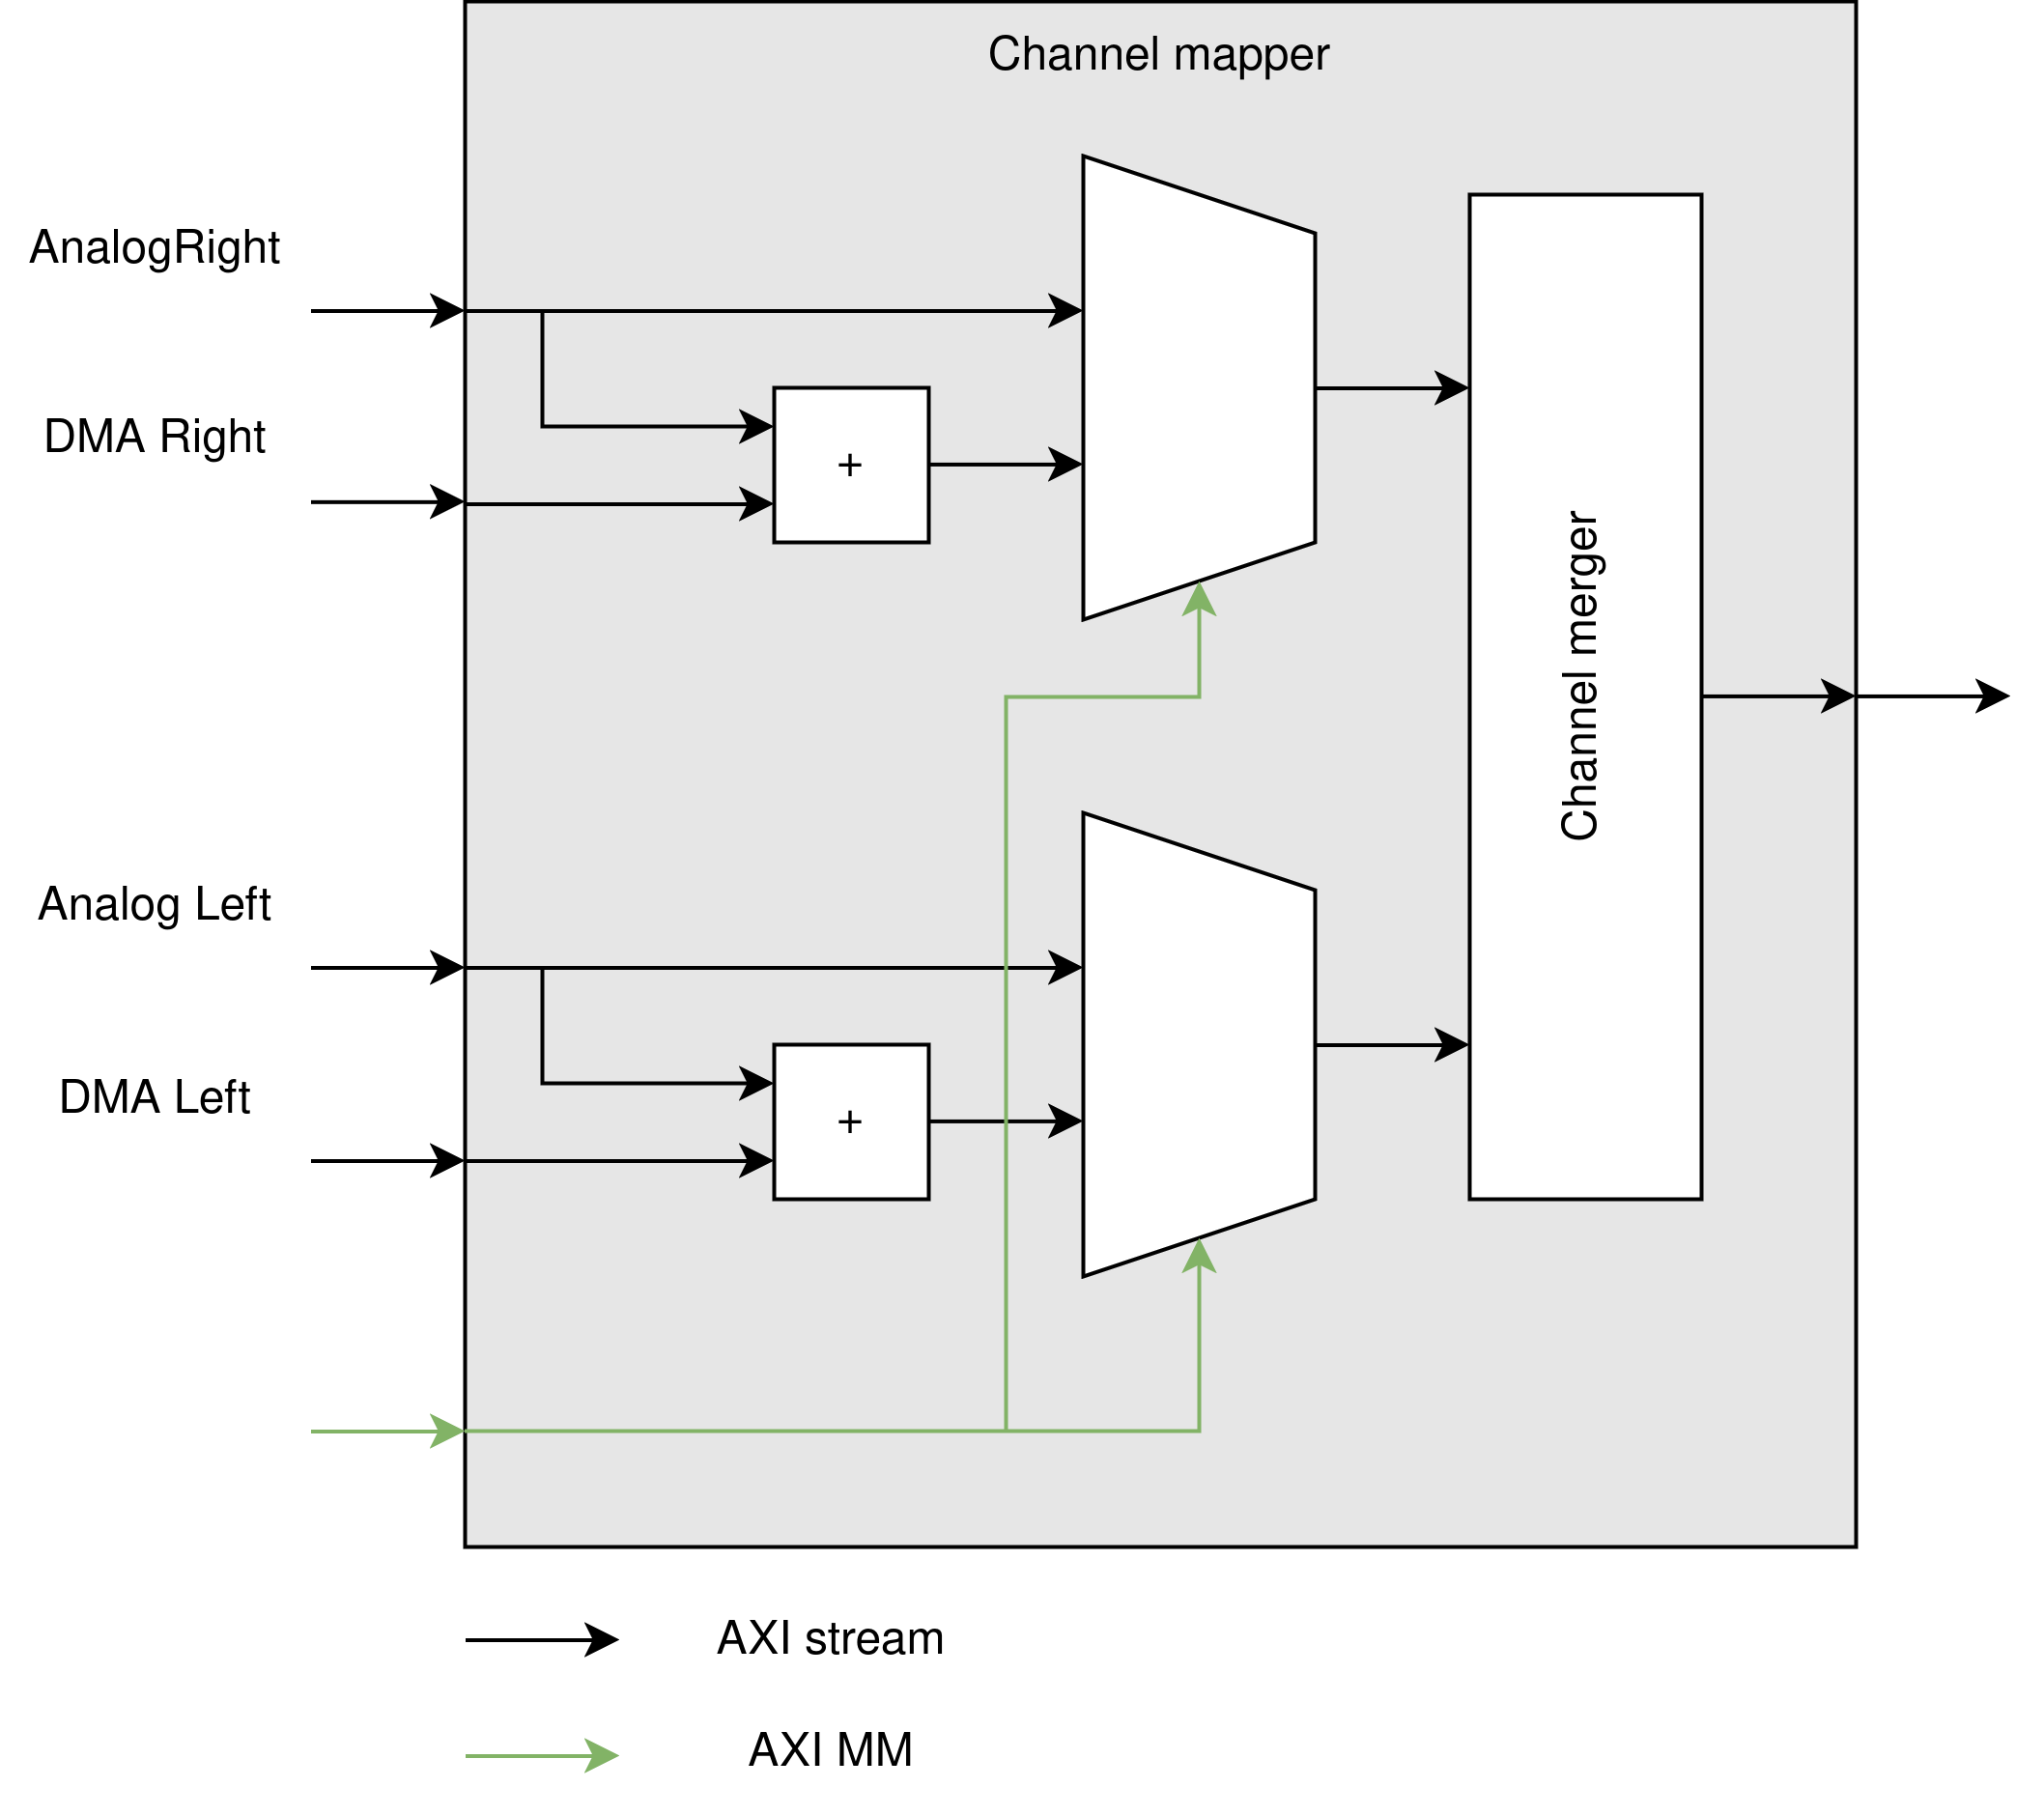 Channel mapper
AnalogRight
DMA Right
+
Channel merger
Analog Left
DMA Left
+
AXI stream
AXI MM